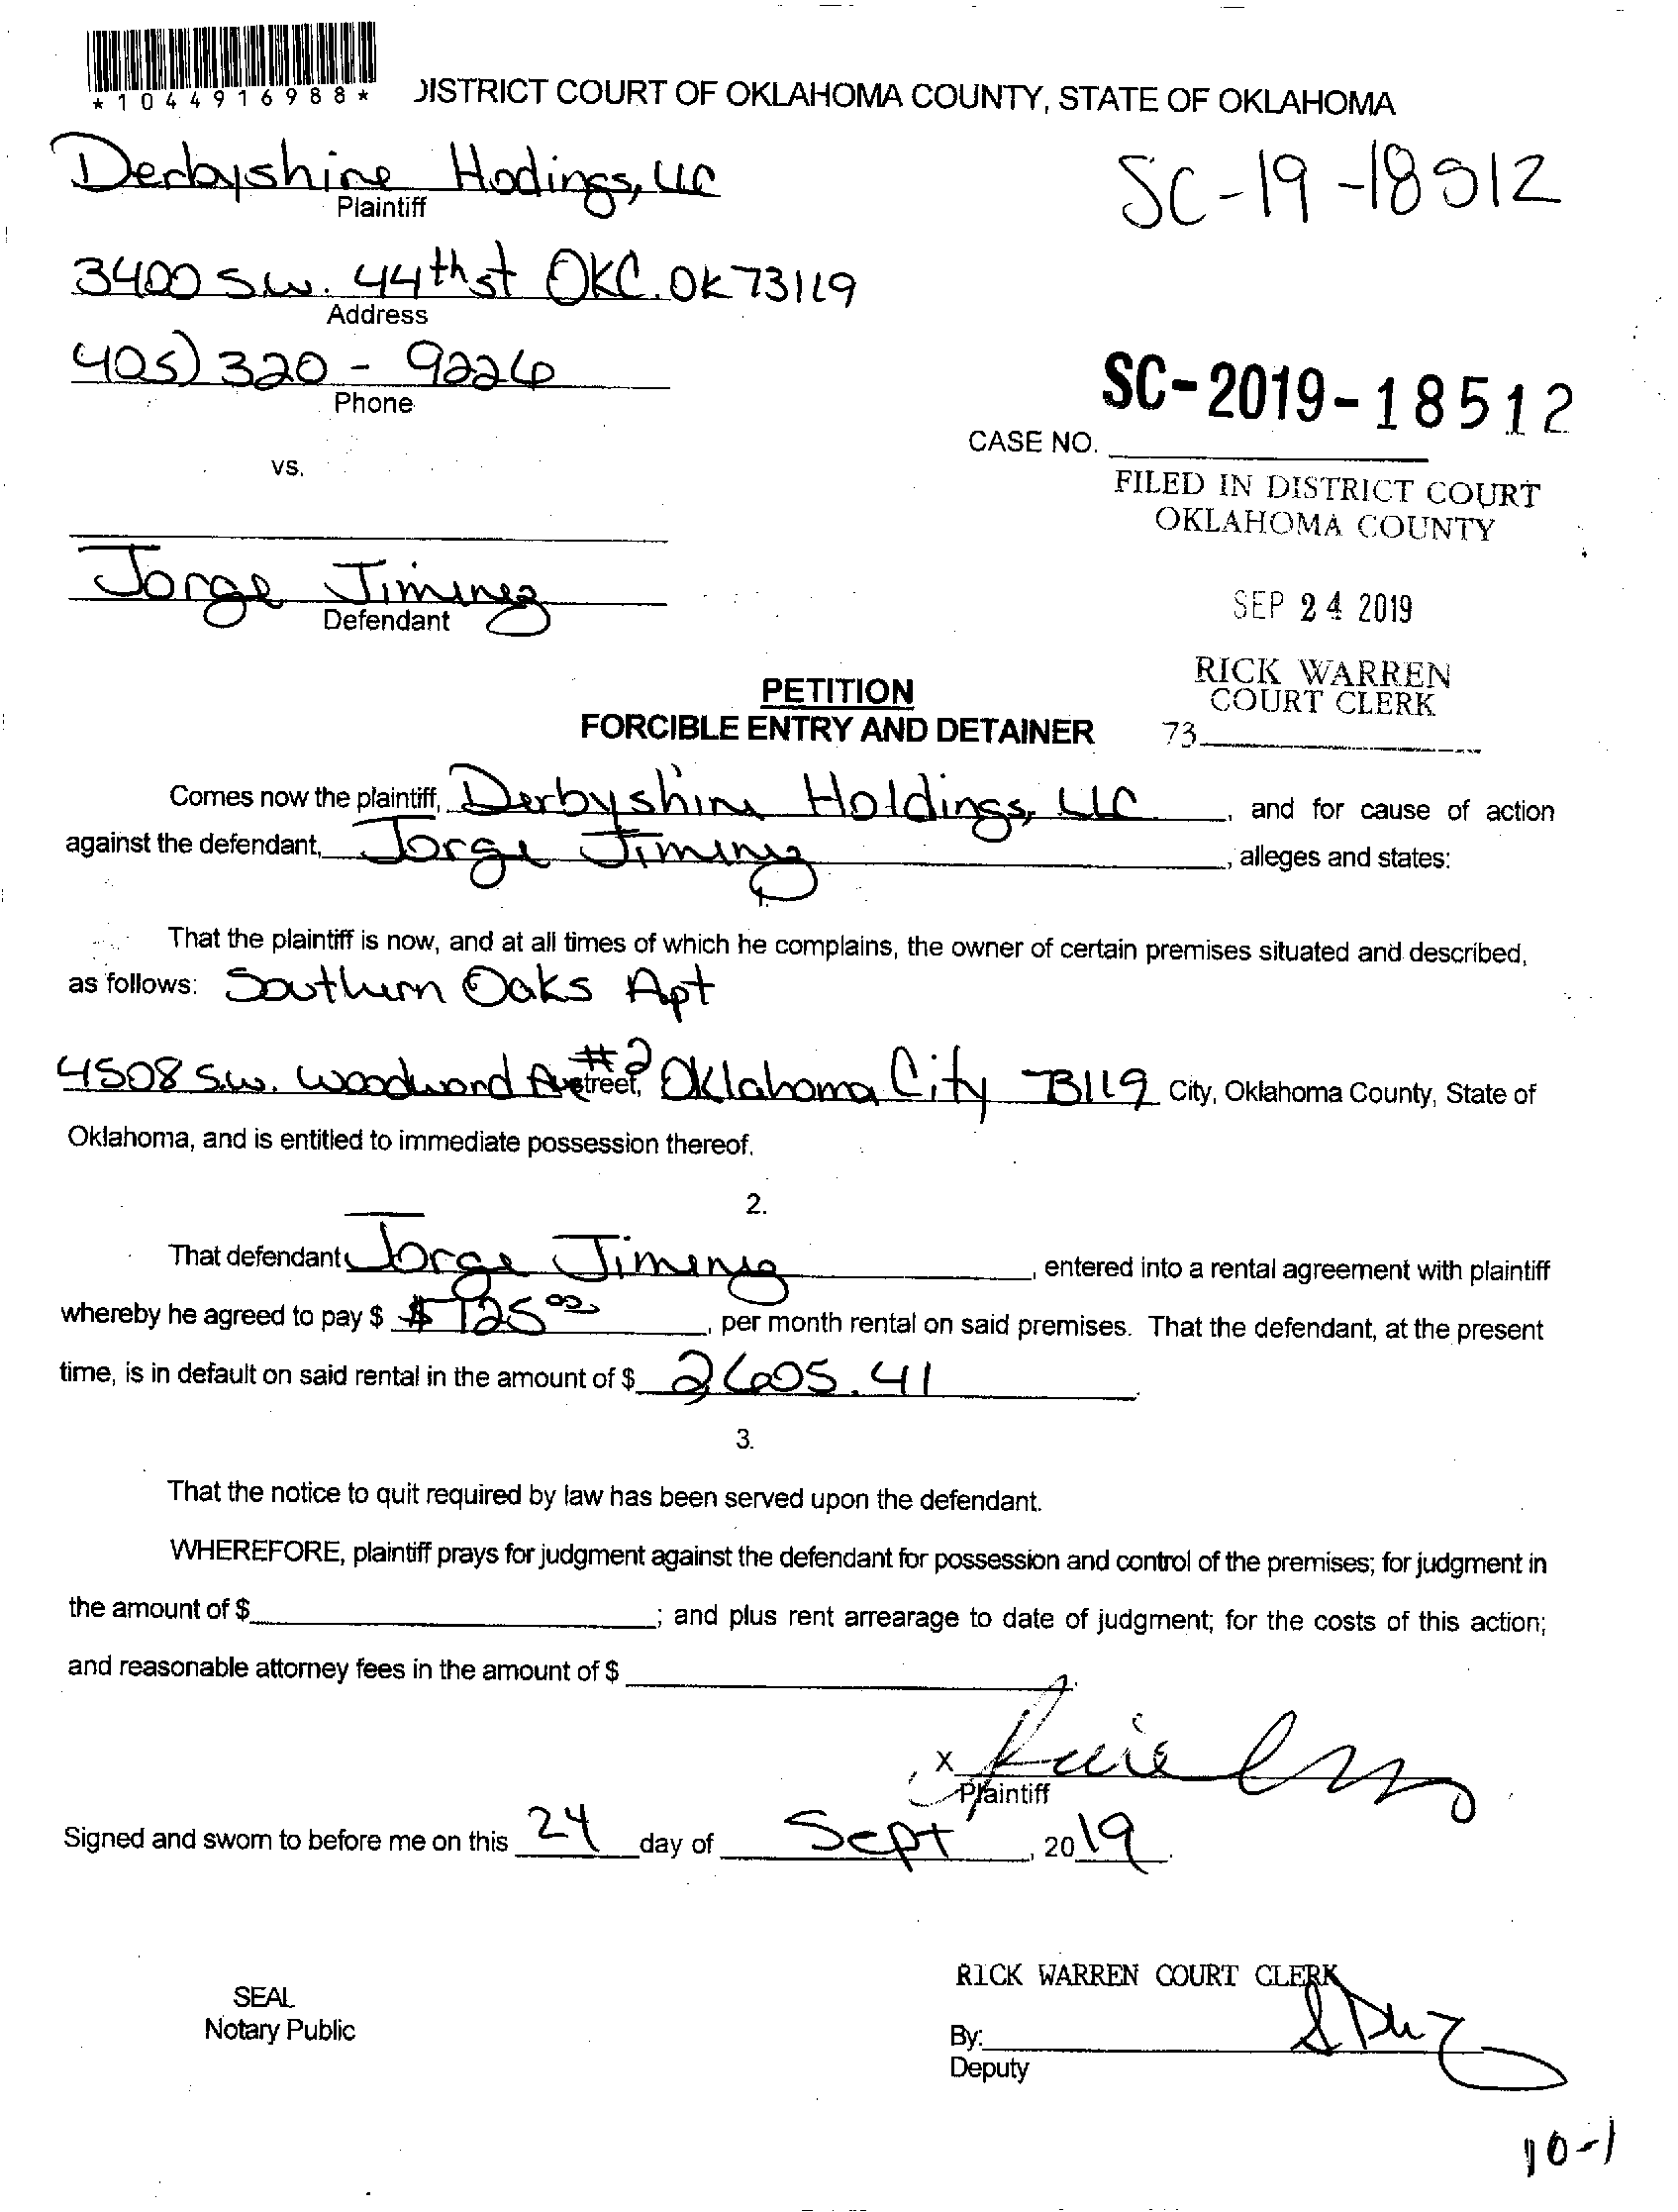 *1044916988*
DISTRICT COURT OF OKLAHOMA COUNTY, STATE OF OKLAHOMA
Derbyshire Hodings, LLC
Plaintiff
SC-19-18512
3400 S.W. 44th st OKC. OK 73119
Address
405) 320 - 9226
Phone
SC-2019-18512
CASE NO.
vs.
FILED IN DISTRICT COURT
OKLAHOMA COUNTY
Jorge Jiminez
Defendant
SEP 24 2019
RICK WARREN
COURT CLERK
73
PETITION
FORCIBLE ENTRY AND DETAINER
Comes now the plaintiff, Derbyshire Holdings, LLC, and for cause of action
against the defendant, Jorge Jimenez, alleges and states:
1.
That the plaintiff is now, and at all times of which he complains, the owner of certain premises situated and described,
as follows: Southern Oaks Apt
4508 S.W. Woodward Ave #2 street, Oklahoma City 73119 City, Oklahoma County, State of
Oklahoma, and is entitled to immediate possession thereof.
2.
That defendant Jorge Jimenez, entered into a rental agreement with plaintiff
whereby he agreed to pay $ $ 725 00, per month rental on said premises. That the defendant, at the present
time, is in default on said rental in the amount of $ 2605.41.
3.
That the notice to quit required by law has been served upon the defendant.
WHEREFORE, plaintiff prays for judgment against the defendant for possession and control of the premises; for judgment in
the amount of $; and plus rent arrearage to date of judgment; for the costs of this action;
and reasonable attorney fees in the amount of $
X
Plaintiff
Signed and sworn to before me on this 24 day of Sept, 2019.
RICK WARREN COURT CLERK
SEAL
Notary Public
By:
Deputy
10-1